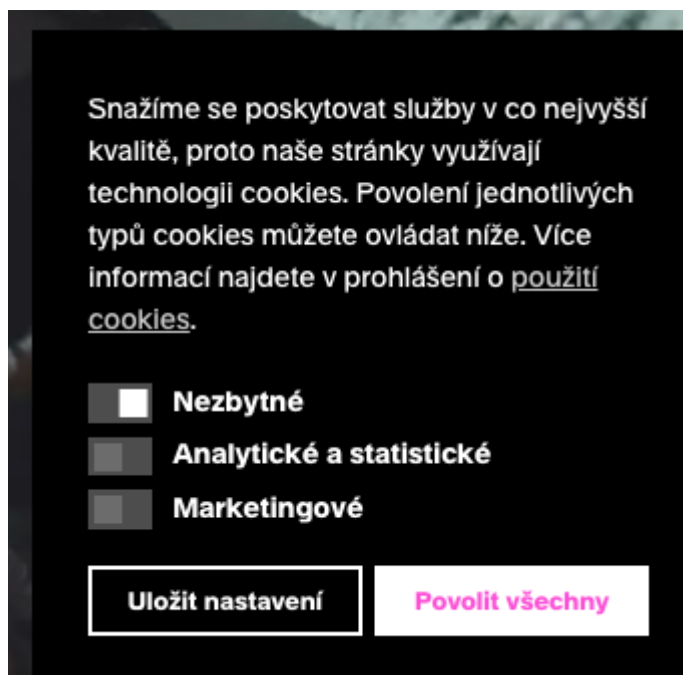 Snažíme se poskytovat služby v co nejvyšší
kvalitě, proto naše stránky využívají
technologii cookies. Povolení jednotlivých
typů cookies můžete ovládat níže. Více
informací najdete v prohlášení o použití
cookies.
Nezbytné
Analytické a statistické
Marketingové
Uložit nastavení
Povolit všechny